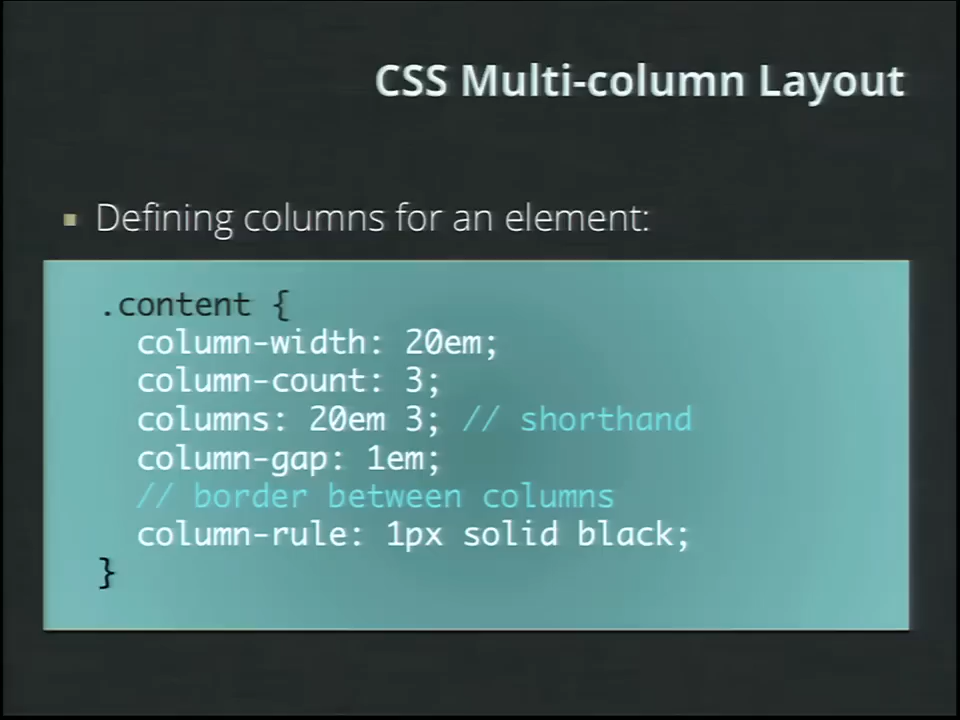 CSS Multi-column Layout
Defining columns for an element:
.content {
column-width: 20em;
column-count: 3;
columns: 20em 3; // shorthand
column-gap: 1em;
// border between columns
column-rule: 1px solid black;
}